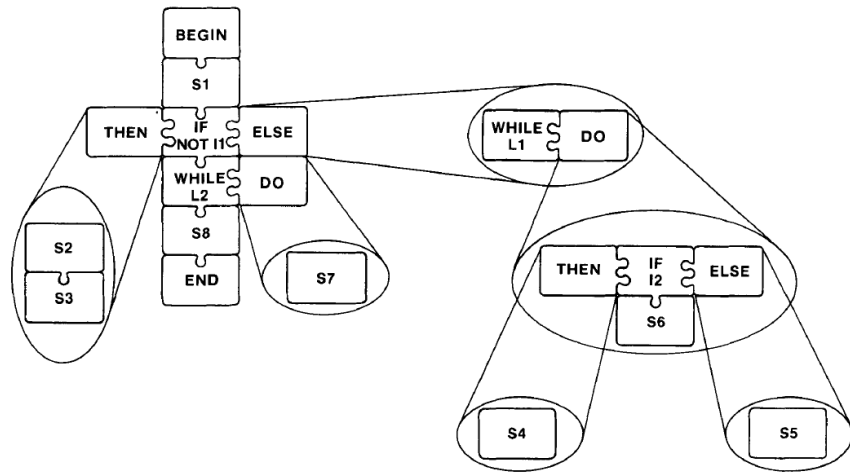 BEGIN
S1
THEN
IF
NOT I1
ELSE
WHILE
L2
DO
S8
END
S2
S3
S7
WHILE
L1
DO
THEN
IF
I2
ELSE
S6
S4
S5